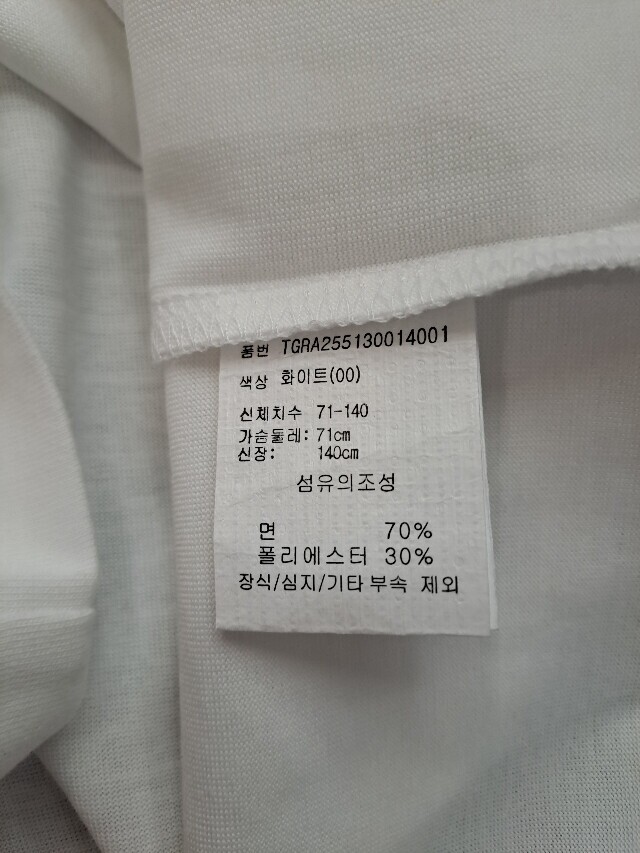 품번 TGRA255130014001
색상 화이트(00)
신체치수 71-140
가슴둘레: 71cm
신장: 140cm
섬유의조성
면 70%
폴리에스터 30%
장식/심지/기타 부속 제외